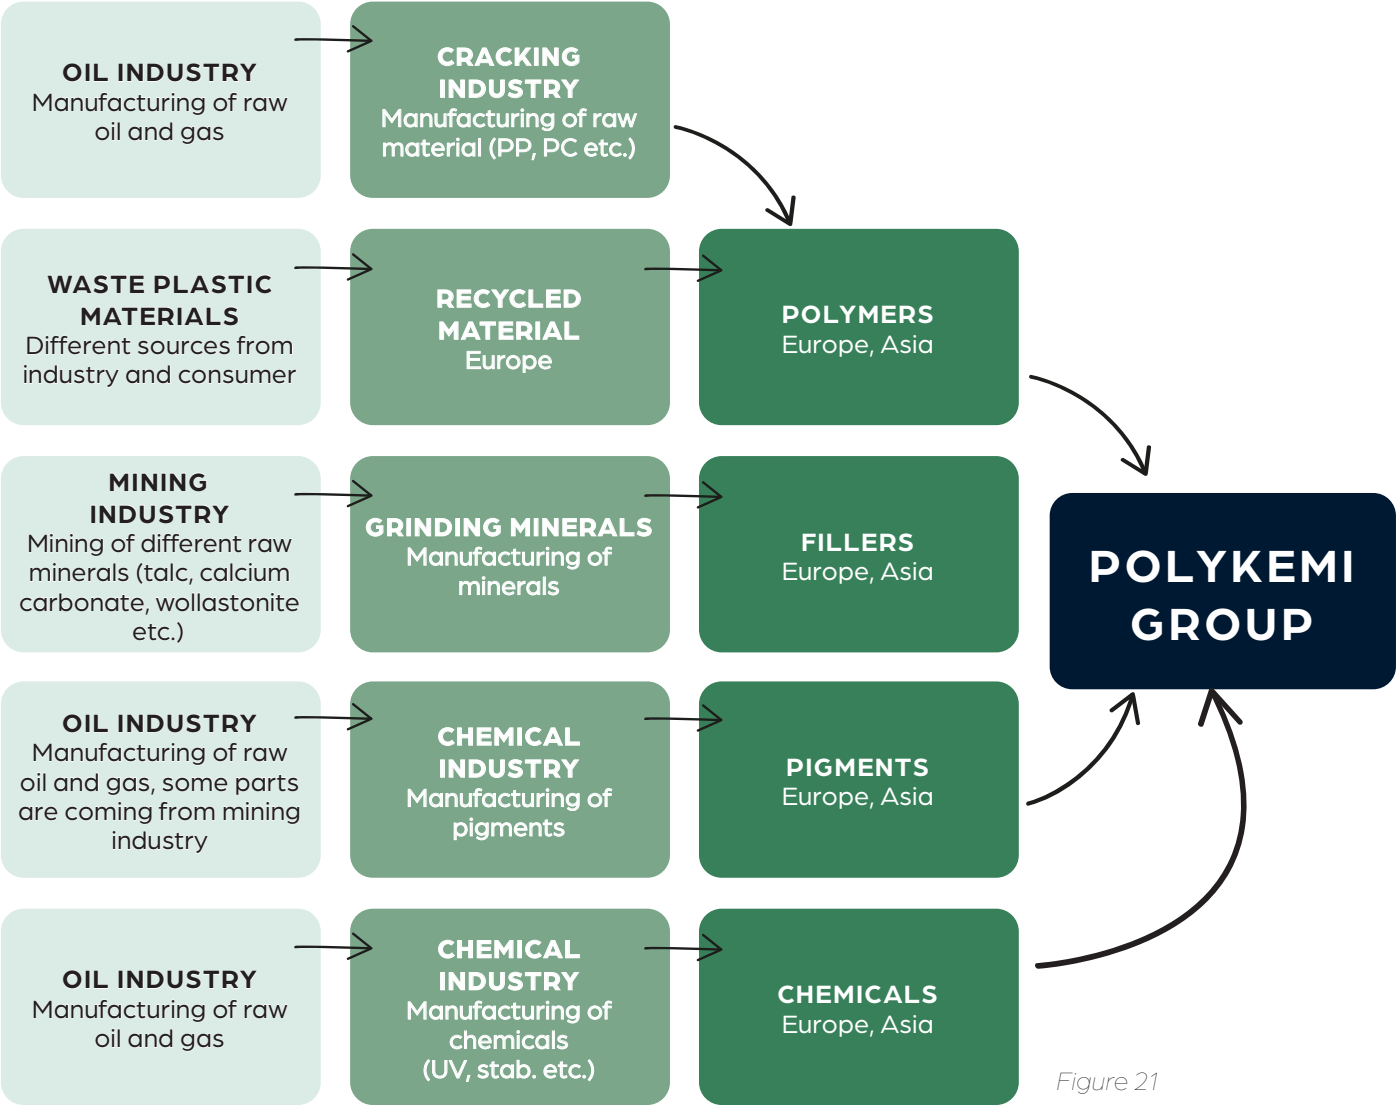 OIL INDUSTRY
Manufacturing of raw
oil and gas
CRACKING
INDUSTRY
Manufacturing of raw
material (PP, PC etc.)
WASTE PLASTIC
MATERIALS
Different sources from
industry and consumer
RECYCLED
MATERIAL
Europe
POLYMERS
Europe, Asia
MINING
INDUSTRY
Mining of different raw
minerals (talc, calcium
carbonate, wollastonite
etc.)
GRINDING MINERALS
Manufacturing of
minerals
FILLERS
Europe, Asia
POLYKEMI
GROUP
OIL INDUSTRY
Manufacturing of raw
oil and gas, some parts
are coming from mining
industry
CHEMICAL
INDUSTRY
Manufacturing of
pigments
PIGMENTS
Europe, Asia
OIL INDUSTRY
Manufacturing of raw
oil and gas
CHEMICAL
INDUSTRY
Manufacturing of
chemicals
(UV, stab. etc.)
CHEMICALS
Europe, Asia
Figure 21